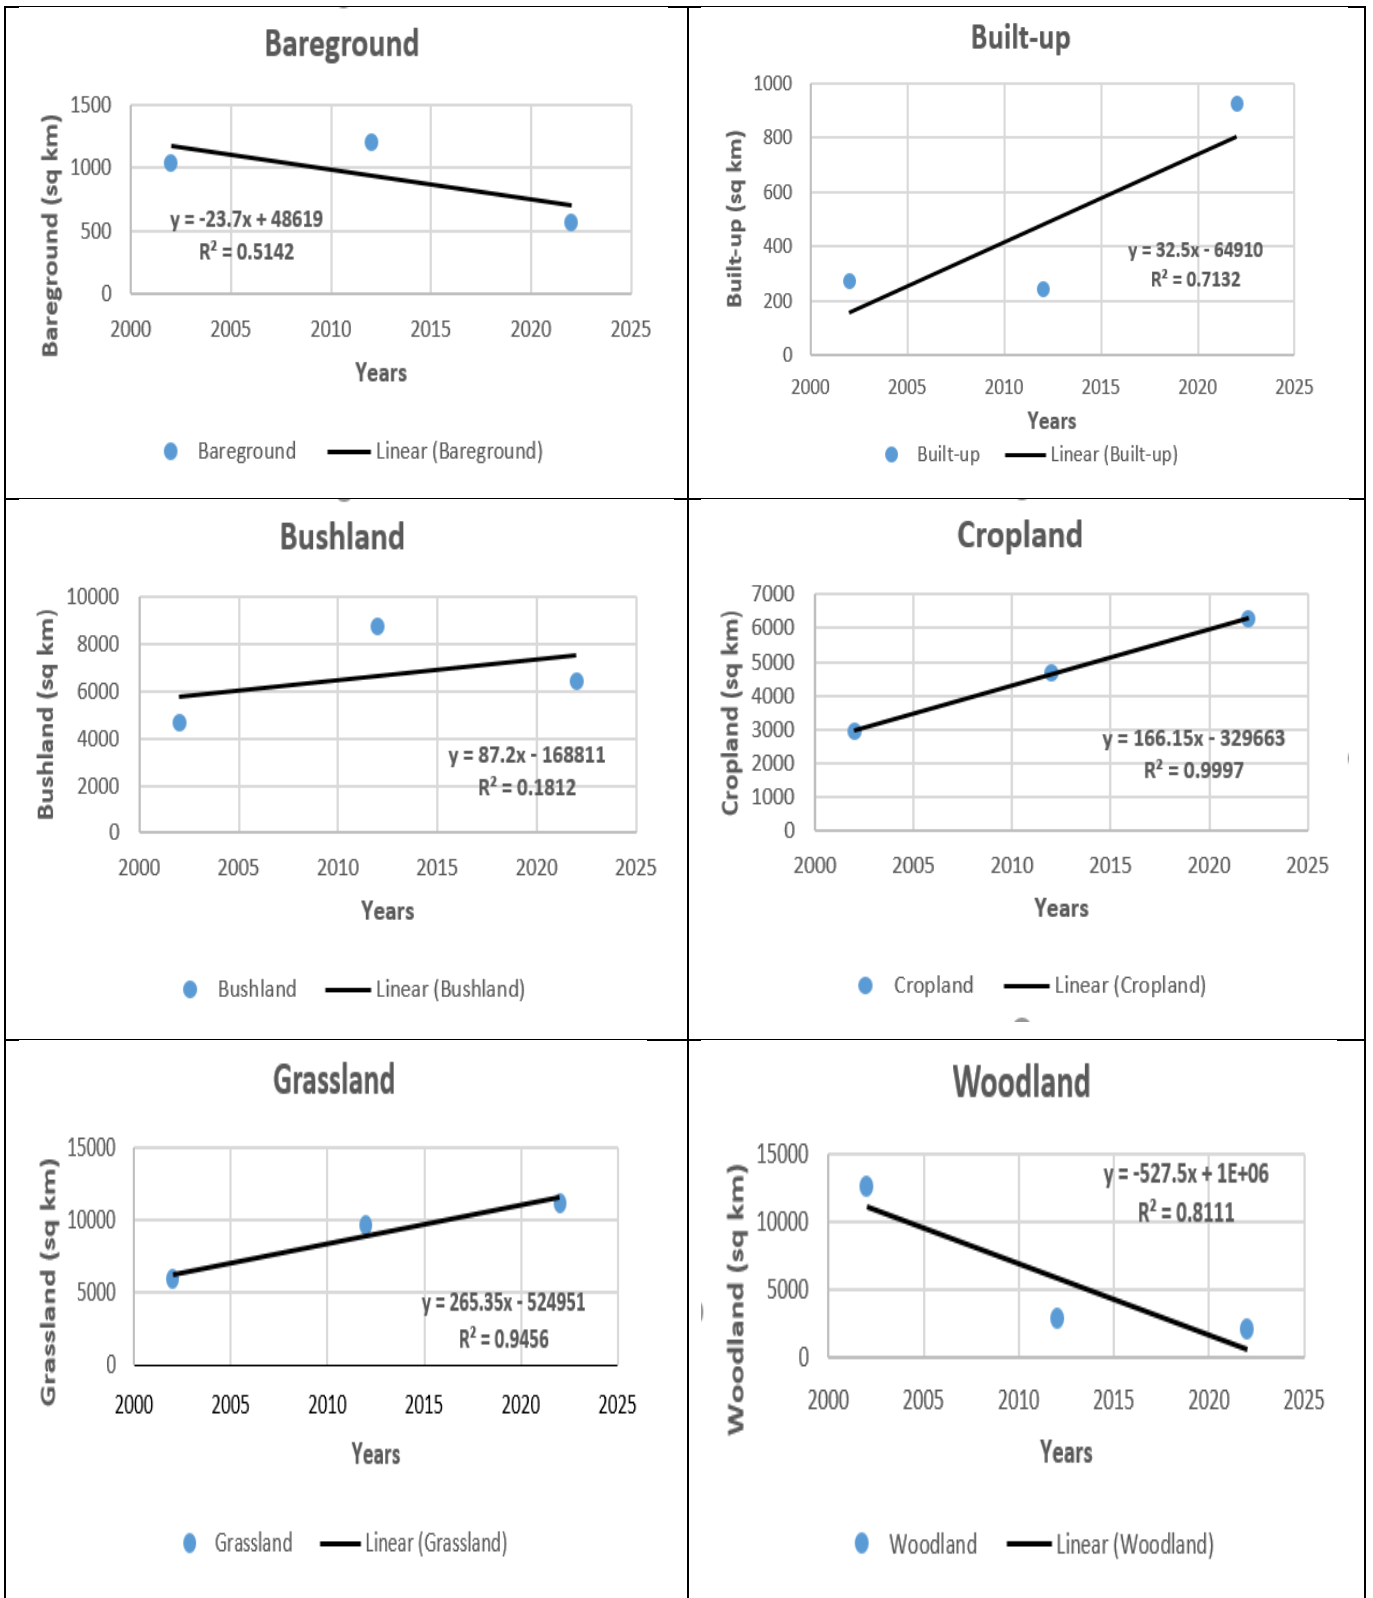 Bareground
Bareground (sq km)
1500
1000
500
0
y = -23.7x + 48619
R² = 0.5142
2000 2005 2010 2015 2020 2025
Years
Bareground Linear (Bareground)
Built-up
Built-up (sq km)
1000
800
600
400
200
0
y = 32.5x - 64910
R² = 0.7132
2000 2005 2010 2015 2020 2025
Years
Built-up Linear (Built-up)
Bushland
Bushland (sq km)
10000
8000
6000
4000
2000
0
y = 87.2x - 168811
R² = 0.1812
2000 2005 2010 2015 2020 2025
Years
Bushland Linear (Bushland)
Cropland
Cropland (sq km)
7000
6000
5000
4000
3000
2000
1000
0
y = 166.15x - 329663
R² = 0.9997
2000 2005 2010 2015 2020 2025
Years
Cropland Linear (Cropland)
Grassland
Grassland (sq km)
15000
10000
5000
0
y = 265.35x - 524951
R² = 0.9456
2000 2005 2010 2015 2020 2025
Years
Grassland Linear (Grassland)
Woodland
Woodland (sq km)
15000
10000
5000
0
y = -527.5x + 1E+06
R² = 0.8111
2000 2005 2010 2015 2020 2025
Years
Woodland Linear (Woodland)